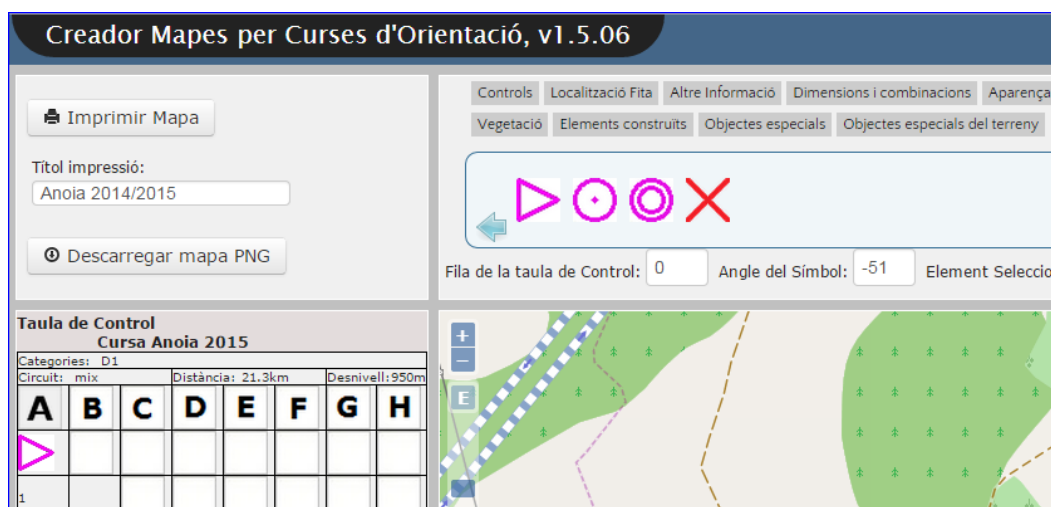 Creador Mapes per Curses d'Orientació, v1.5.06
Imprimir Mapa
Títol impressió:
Anoia 2014/2015
Descarregar mapa PNG
Controls Localització Fita Altre Informació Dimensions i combinacions Aparença
Vegetació Elements construïts Objectes especials Objectes especials del terreny
Fila de la taula de Control: 0 Angle del Símbol: -51 Element Seleccio
Taula de Control
Cursa Anoia 2015
Categories: D1
Circuit: mix Distància: 21.3km Desnivell:950m
A B C D E F G H
1
+
−
E